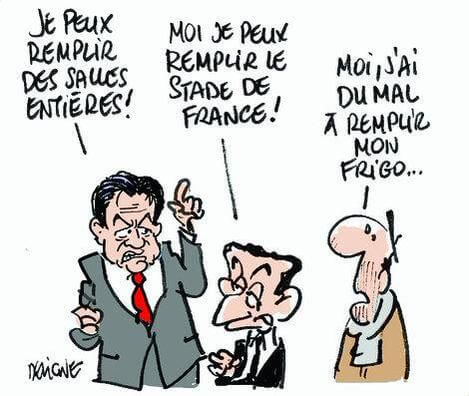 JE PEUX
REMPLIR
DES SALLES
ENTIÈRES!
MOI JE PEUX
REMPLIR LE
STADE DE
FRANCE!
MOI, J'AI
DU MAL
À REMPLIR
MON
FRIGO...
DELIGNE